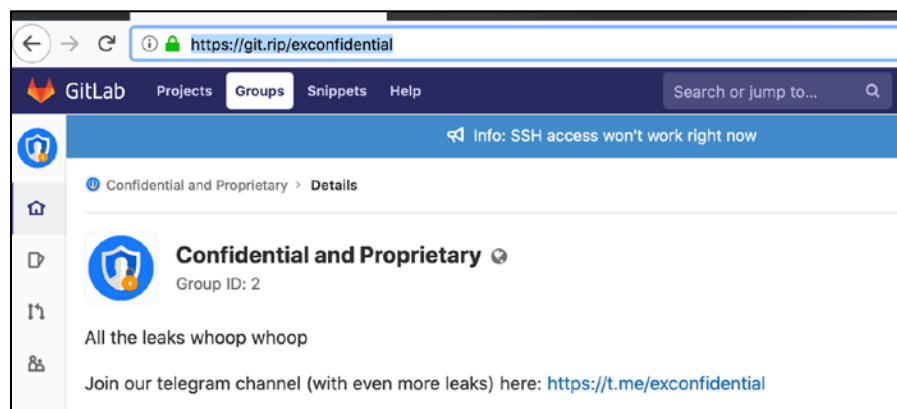 https://git.rip/exconfidential
GitLab Projects Groups Snippets Help Search or jump to...
Info: SSH access won't work right now
Confidential and Proprietary > Details
Confidential and Proprietary
Group ID: 2
All the leaks whoop whoop
Join our telegram channel (with even more leaks) here: https://t.me/exconfidential